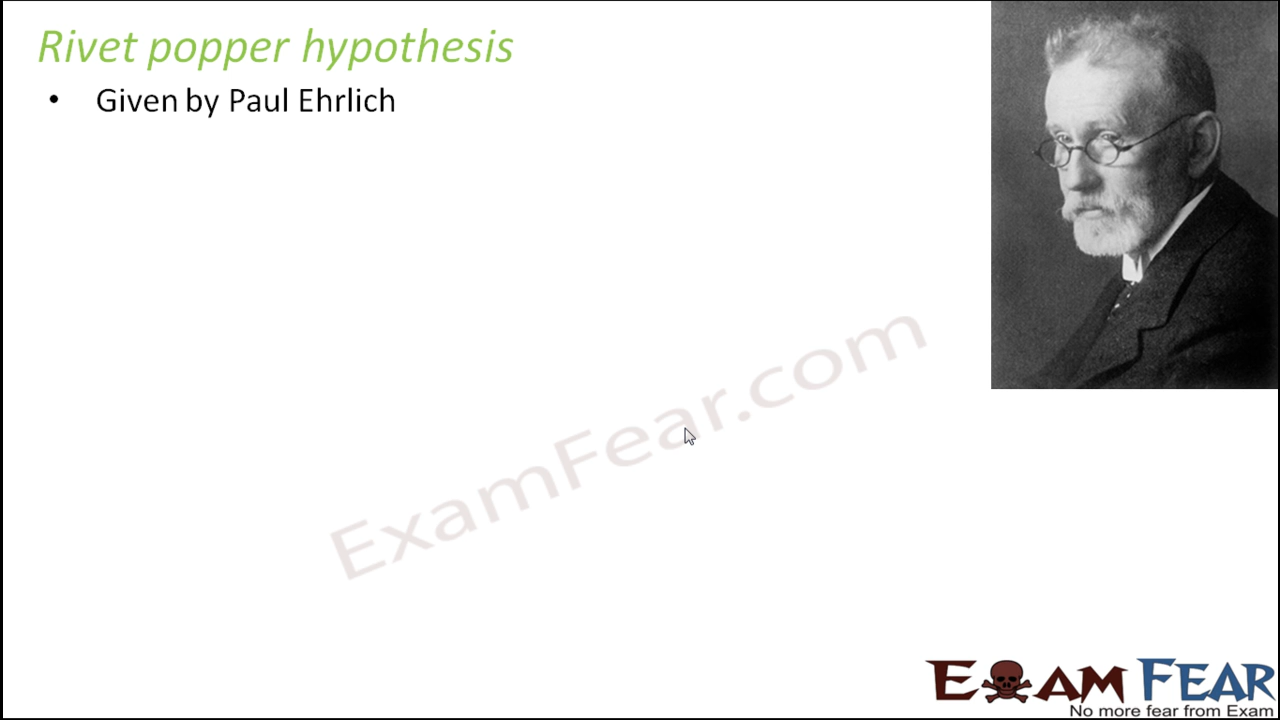 Rivet popper hypothesis
• Given by Paul Ehrlich
ExamFear.com
EXAM FEAR
No more fear from Exam